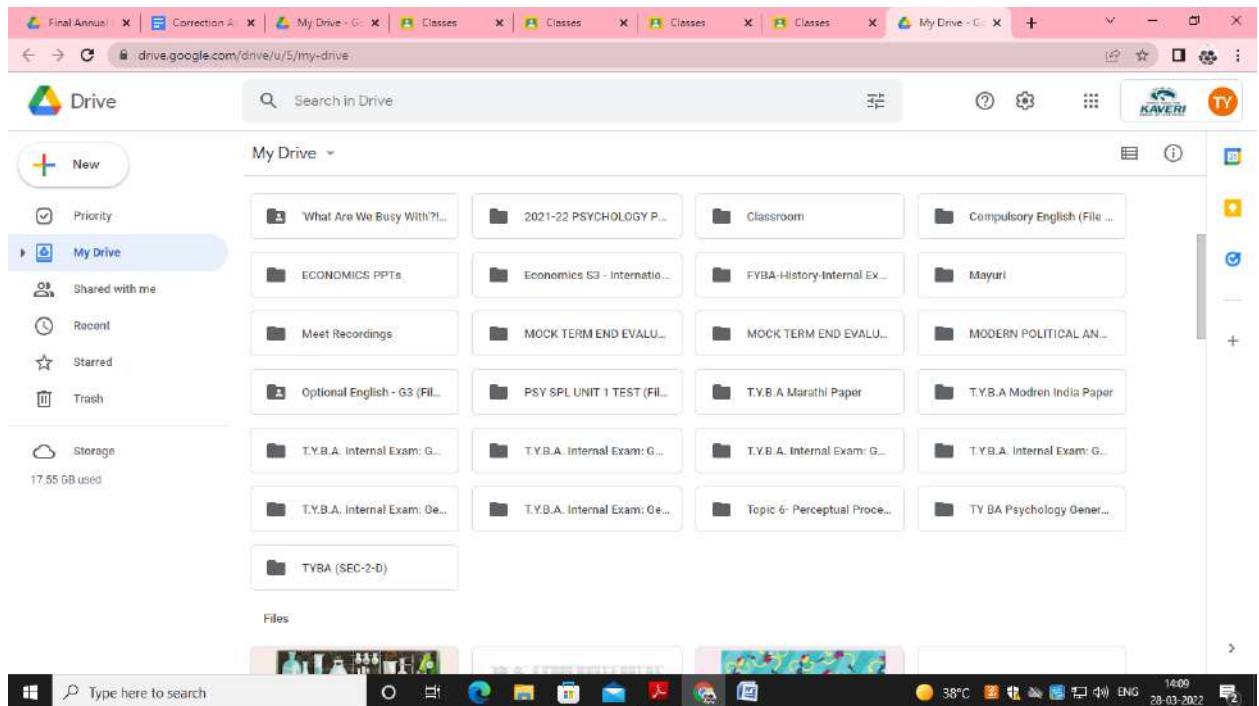 Final Annual
Correction A
My Drive - G
Classes
Classes
Classes
Classes
My Drive - G
drive.google.com/drive/u/5/my-drive
Drive
Search in Drive
KAVERI
TY
New
My Drive
Priority
'What Are We Busy With'?!...
2021-22 PSYCHOLOGY P...
Classroom
Compulsory English (File ...
My Drive
ECONOMICS PPTs
Economics S3 - Internatio...
FYBA-History-Internal Ex...
Mayuri
Shared with me
Recent
Meet Recordings
MOCK TERM END EVALU...
MOCK TERM END EVALU...
MODERN POLITICAL AN...
Starred
Trash
Optional English - G3 (Fil...
PSY SPL UNIT 1 TEST (Fil...
T.Y.B.A Marathi Paper
T.Y.B.A Modren India Paper
Storage
T.Y.B.A. Internal Exam: G...
T.Y.B.A. Internal Exam: G...
T.Y.B.A. Internal Exam: G...
T.Y.B.A. Internal Exam: G...
17.55 GB used
T.Y.B.A. Internal Exam: Ge...
T.Y.B.A. Internal Exam: Ge...
Topic 6- Perceptual Proce...
TY BA Psychology Gener...
TYBA (SEC-2-D)
Files
Type here to search
38°C
ENG
14:09
28-03-2022
2